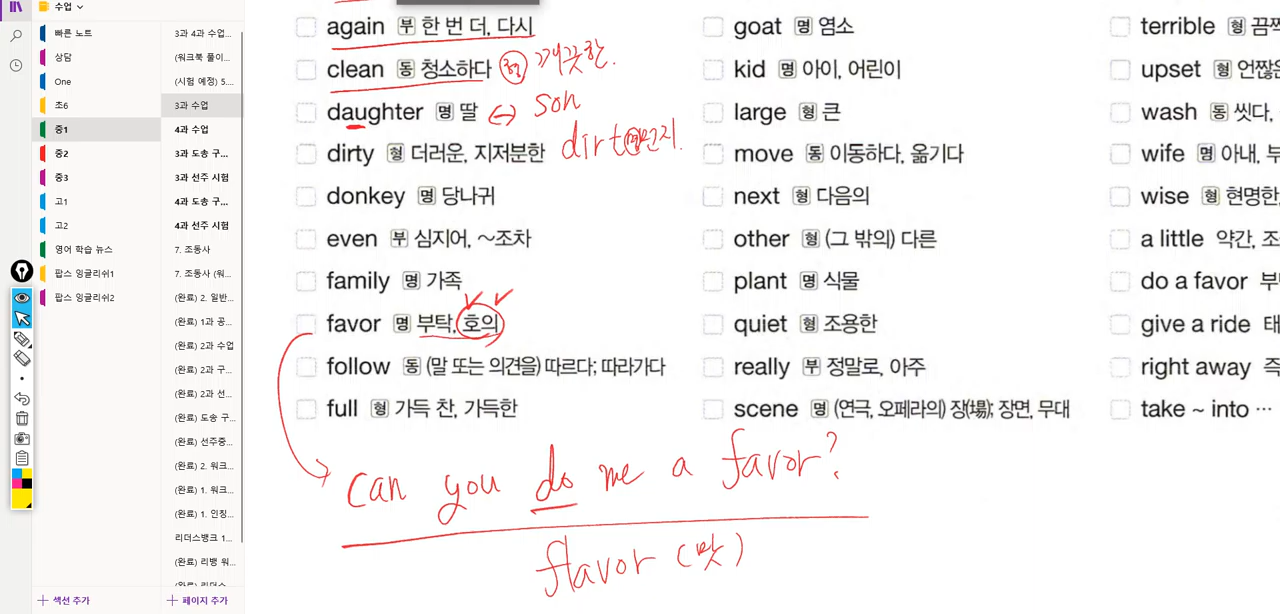 수업
빠른 노트
상담
One
초6
중1
중2
중3
고1
고2
영어 학습 뉴스
팝스 잉글리쉬1
팝스 잉글리쉬2
섹션 추가
3과 4과 수업...
(워크북 풀이...
(시험 예정) 5....
3과 수업
4과 수업
3과 도송 구...
3과 선주 시험
4과 도송 구...
4과 선주 시험
7. 조동사
7. 조동사 (워...
(완료) 2. 일반...
(완료) 1과 공...
(완료) 2과 수업
(완료) 2과 구...
(완료) 2과 선...
(완료) 도송 구...
(완료) 선주중...
(완료) 2. 워크...
(완료) 1. 워크...
(완료) 1. 인칭...
리더스뱅크 1...
(완료) 리뱅 워...
(완료) 리더스
페이지 추가
again 부 한 번 더, 다시
clean 동 청소하다 형 깨끗한.
daughter 명 딸 ↔ son
dirty 형 더러운, 지저분한 dirt 명 먼지.
donkey 명 당나귀
even 부 심지어, ~조차
family 명 가족
favor 명 부탁, 호의
follow 동 (말 또는 의견을) 따르다; 따라가다
full 형 가득 찬, 가득한
goat 명 염소
kid 명 아이, 어린이
large 형 큰
move 동 이동하다, 옮기다
next 형 다음의
other 형 (그 밖의) 다른
plant 명 식물
quiet 형 조용한
really 부 정말로, 아주
scene 명 (연극, 오페라의) 장(場); 장면, 무대
terrible 형
upset 형
wash 동 씻다,
wife 명 아내,
wise 형 현명한,
a little 약간,
do a favor
give a ride
right away
take ~ into ...
can you do me a favor?
flavor (맛)